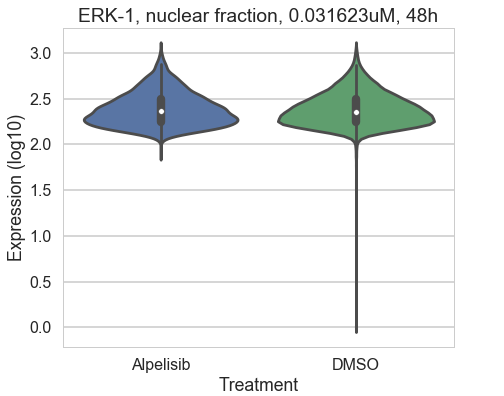 ERK-1, nuclear fraction, 0.031623uM, 48h
3.0
2.5
2.0
1.5
1.0
0.5
0.0
Expression (log10)
Alpelisib
DMSO
Treatment